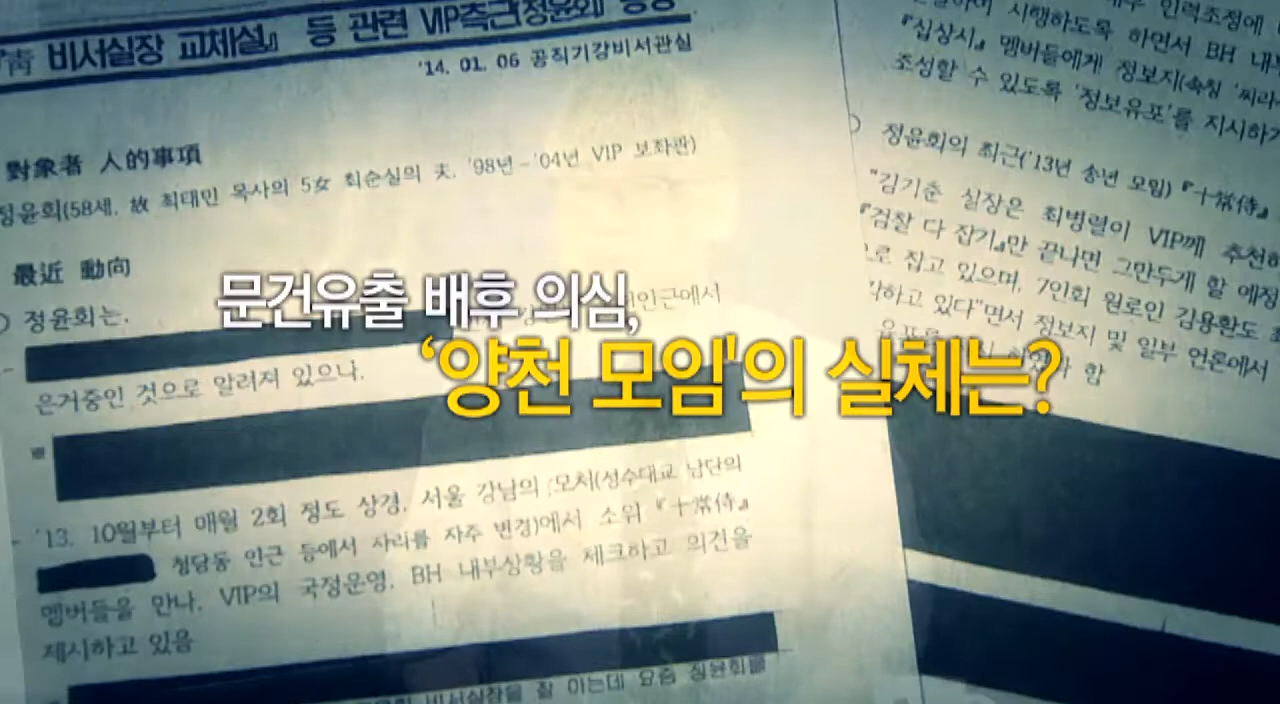 『靑 비서실장 교체설』 등 관련 VIP측근(정윤회) 동향
'14. 01. 06 공직기강비서관실
對象者 人的事項
정윤회(58세, 故 최태민 목사의 5女 최순실의 夫, '98년~'04년 VIP 보좌관)
最近 動向
정윤회는,
은거중인 것으로 알려져 있으나,
'13. 10월부터 매월 2회 정도 상경, 서울 강남의 모처(성수대교 남단의
청담동 인근 등에서 자리를 자주 변경)에서 소위 『十常侍』
멤버들을 만나, VIP의 국정운영, BH 내부상황을 체크하고 의견을
제시하고 있음
비서실장을 잘 아는데 요즘 정윤회를
인력조정에
시행하도록 하면서 BH 내부
『십상시』 멤버들에게 정보지(속칭 '찌라
조성할 수 있도록 '정보유포'를 지시하
정윤회의 최근('13년 송년 모임) 『十常侍』
"김기춘 실장은 최병렬이 VIP께 추천
『검찰 다 잡기』만 끝나면 그만두게 할 예정
로 잡고 있으며, 7인회 원로인 김용환도
하고 있다"면서 정보지 및 일부 언론에서
함
문건유출 배후 의심,
‘양천 모임'의 실체는?